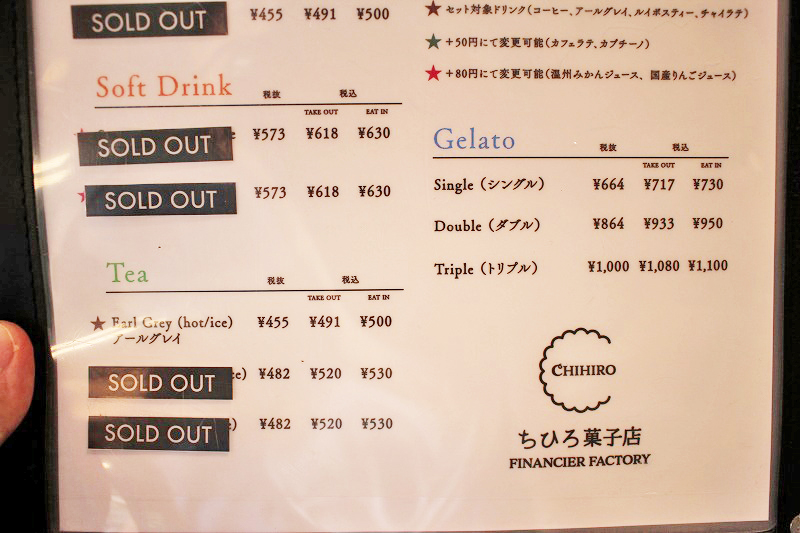 SOLD OUT ¥455 ¥491 ¥500
Soft Drink 税抜 税込
TAKE OUT EAT IN
SOLD OUT e ¥573 ¥618 ¥630
SOLD OUT ¥573 ¥618 ¥630
Tea 税抜 税込
TAKE OUT EAT IN
★ Earl Grey (hot/ice) ¥455 ¥491 ¥500
アールグレイ
SOLD OUT ce) ¥482 ¥520 ¥530
SOLD OUT e) ¥482 ¥520 ¥530
★ セット対象ドリンク(コーヒー、アールグレイ、ルイボスティー、チャイラテ)
★ +50円にて変更可能(カフェラテ、カプチーノ)
★ +80円にて変更可能(温州みかんジュース、国産りんごジュース)
Gelato 税抜 税込
TAKE OUT EAT IN
Single (シングル) ¥664 ¥717 ¥730
Double (ダブル) ¥864 ¥933 ¥950
Triple (トリプル) ¥1,000 ¥1,080 ¥1,100
CHIHIRO
ちひろ菓子店
FINANCIER FACTORY